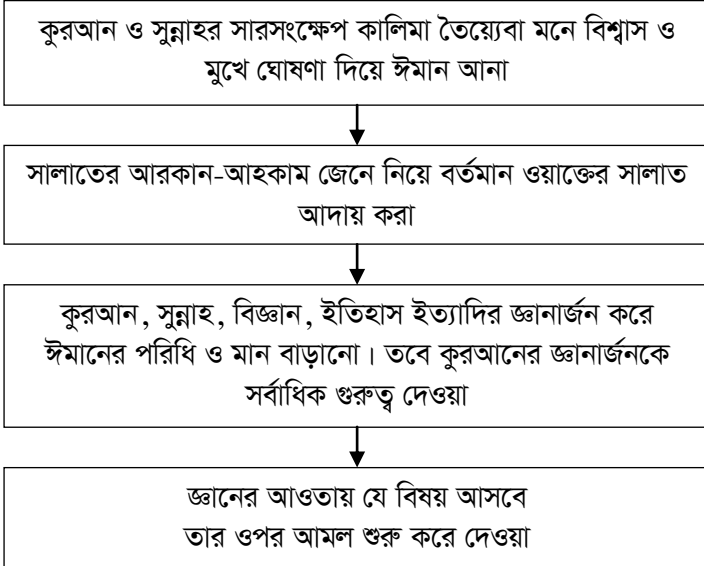 কুরআন ও সুন্নাহর সারসংক্ষেপ কালিমা তৈয়্যেবা মনে বিশ্বাস ও
মুখে ঘোষণা দিয়ে ঈমান আনা
সালাতের আরকান-আহকাম জেনে নিয়ে বর্তমান ওয়াক্তের সালাত
আদায় করা
কুরআন, সুন্নাহ, বিজ্ঞান, ইতিহাস ইত্যাদির জ্ঞানার্জন করে
ঈমানের পরিধি ও মান বাড়ানো। তবে কুরআনের জ্ঞানার্জনকে
সর্বাধিক গুরুত্ব দেওয়া
জ্ঞানের আওতায় যে বিষয় আসবে
তার ওপর আমল শুরু করে দেওয়া